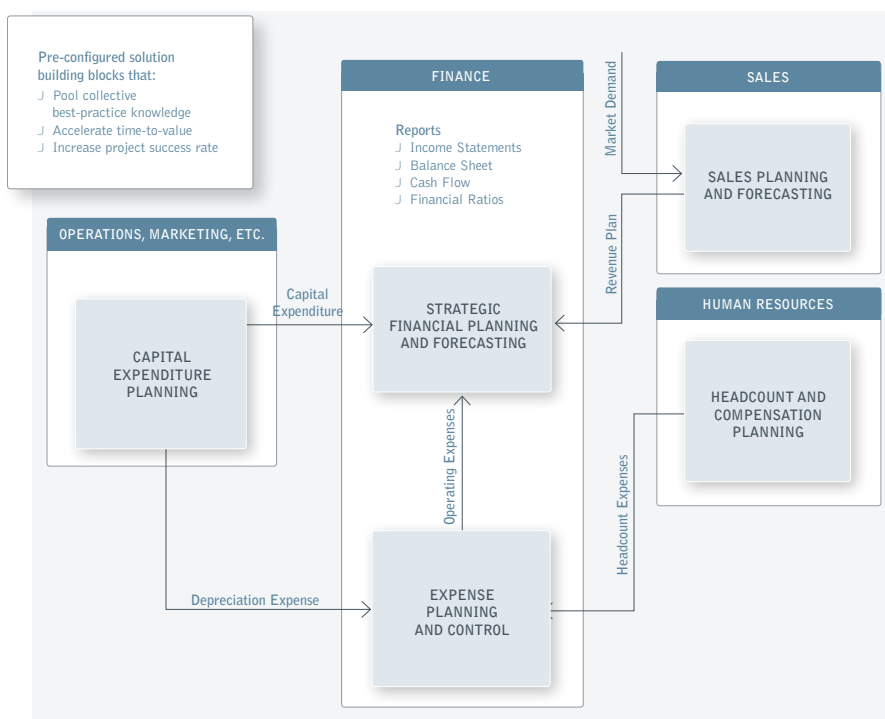 Pre-configured solution
building blocks that:
Pool collective
best-practice knowledge
Accelerate time-to-value
Increase project success rate
OPERATIONS, MARKETING, ETC.
Capital
Expenditure
CAPITAL
EXPENDITURE
PLANNING
Depreciation Expense
FINANCE
Reports
Income Statements
Balance Sheet
Cash Flow
Financial Ratios
STRATEGIC
FINANCIAL PLANNING
AND FORECASTING
Operating Expenses
EXPENSE
PLANNING
AND CONTROL
Market Demand
Revenue Plan
SALES
SALES PLANNING
AND FORECASTING
HUMAN RESOURCES
HEADCOUNT AND
COMPENSATION
PLANNING
Headcount Expenses